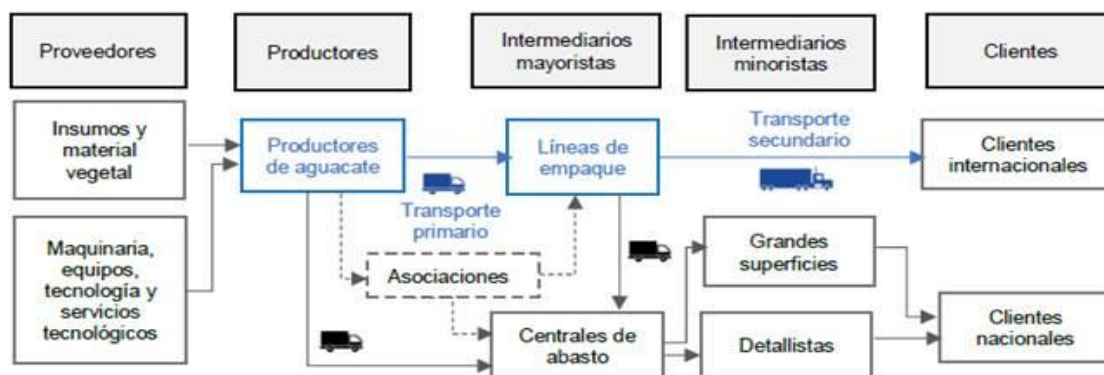 Proveedores
Productores
Intermediarios
mayoristas
Intermediarios
minoristas
Clientes
Insumos y
material
vegetal
Productores
de aguacate
Líneas de
empaque
Transporte
secundario
Clientes
internacionales
Transporte
primario
Maquinaria,
equipos,
tecnología y
servicios
tecnológicos
Asociaciones
Grandes
superficies
Centrales de
abasto
Detallistas
Clientes
nacionales